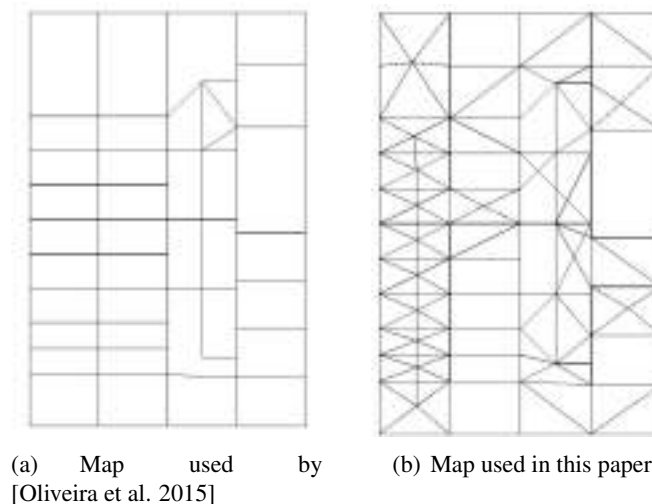 (a) Map used by
[Oliveira et al. 2015]
(b) Map used in this paper